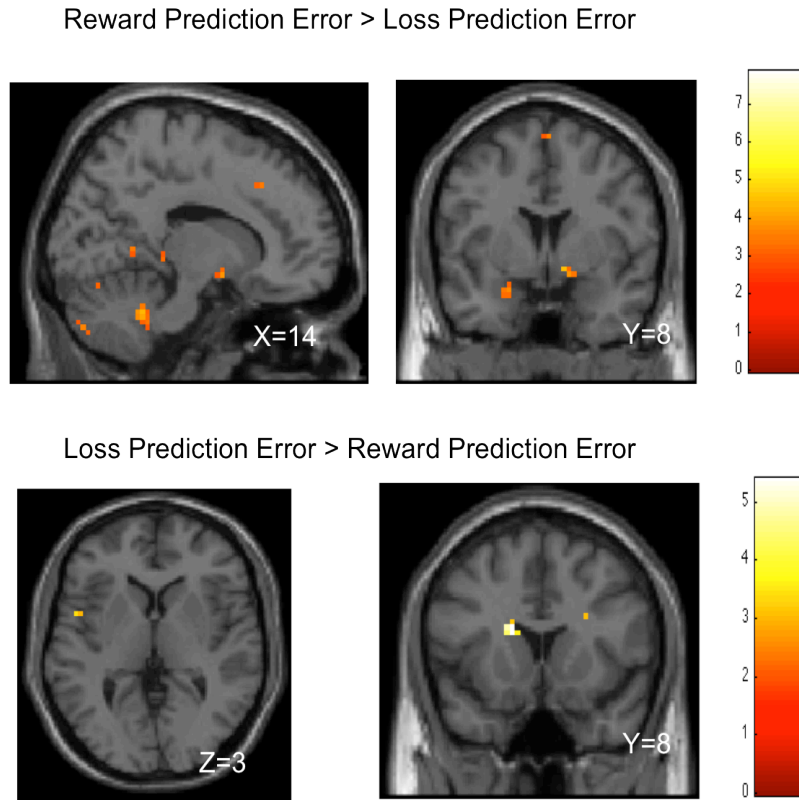 Reward Prediction Error > Loss Prediction Error
X=14
Y=8
7
6
5
4
3
2
1
0
Loss Prediction Error > Reward Prediction Error
Z=3
Y=8
5
4
3
2
1
0